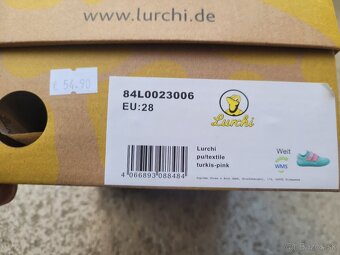 www.lurchi.de
€ 54.90
84L0023006
EU:28
Lurchi
Lurchi
pu/textile
turkis-pink
Weit
WMS
4 066893 088484